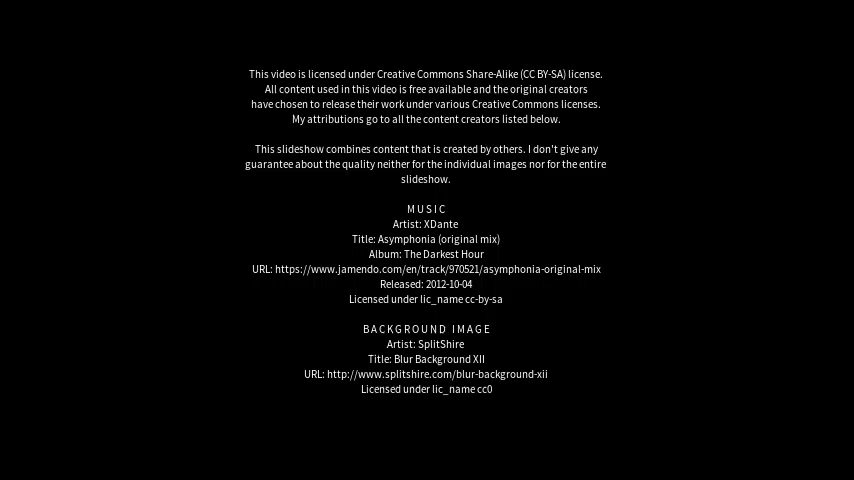 This video is licensed under Creative Commons Share-Alike (CC BY-SA) license.
All content used in this video is free available and the original creators
have chosen to release their work under various Creative Commons licenses.
My attributions go to all the content creators listed below.
This slideshow combines content that is created by others. I don't give any
guarantee about the quality neither for the individual images nor for the entire
slideshow.
MUSIC
Artist: XDante
Title: Asymphonia (original mix)
Album: The Darkest Hour
URL: https://www.jamendo.com/en/track/970521/asymphonia-original-mix
Released: 2012-10-04
Licensed under lic_name cc-by-sa
BACKGROUND IMAGE
Artist: SplitShire
Title: Blur Background XII
URL: http://www.splitshire.com/blur-background-xii
Licensed under lic_name cc0